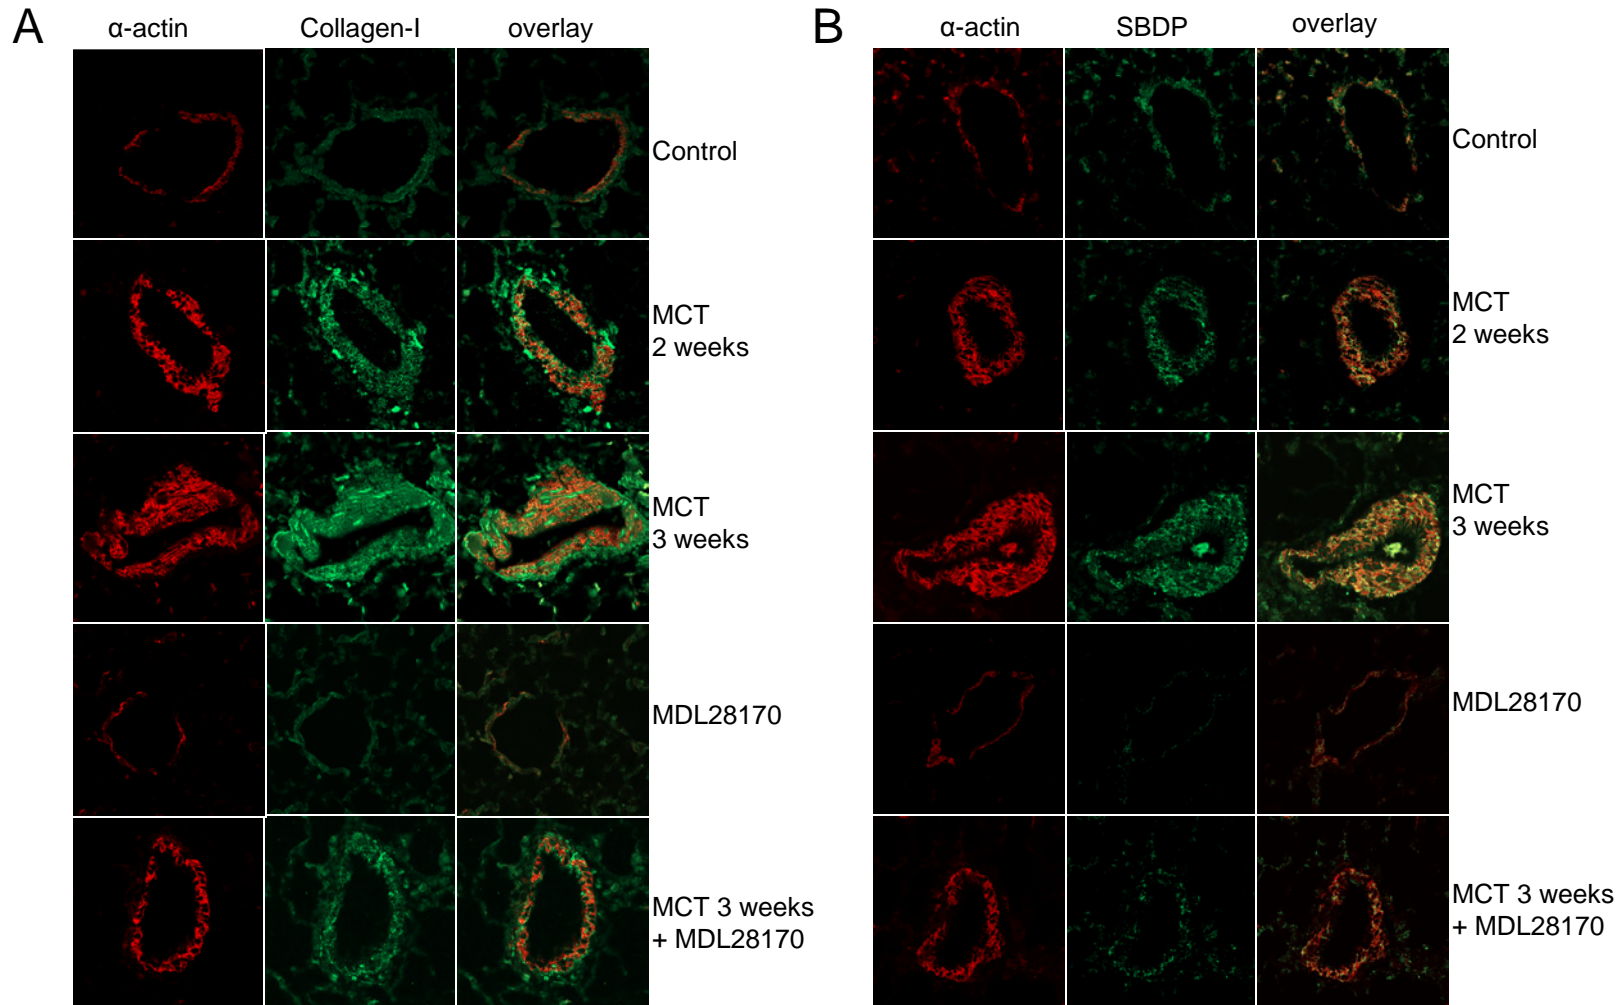 A
α-actin
Collagen-I
overlay
Control
MCT
2 weeks
MCT
3 weeks
MDL28170
MCT 3 weeks
+ MDL28170
B
α-actin
SBDP
overlay
Control
MCT
2 weeks
MCT
3 weeks
MDL28170
MCT 3 weeks
+ MDL28170